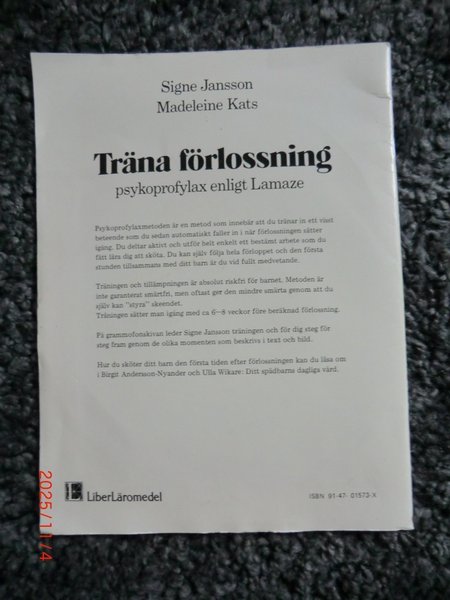 Signe Jansson
Madeleine Kats
Träna förlossning
psykoprofylax enligt Lamaze
Psykoprofylaxmetoden är en metod som innebär att du tränar in ett visst
beteende som du sedan automatiskt faller in i när förlossningen sätter
igång. Du deltar aktivt och utför helt enkelt ett bestämt arbete som du
fått lära dig att sköta. Du kan själv följa hela förloppet och den första
stunden tillsammans med ditt barn är du vid fullt medvetande.
Träningen och tillämpningen är absolut riskfri för barnet. Metoden är
inte garanterat smärtfri, men oftast ger den mindre smärta genom att du
själv kan "styra" skeendet.
Träningen sätter man igång med ca 6—8 veckor före beräknad förlossning.
På grammofonskivan leder Signe Jansson träningen och för dig steg för
steg fram genom de olika momenten som beskrivs i text och bild.
Hur du sköter ditt barn den första tiden efter förlossningen kan du läsa om
i Birgit Andersson-Nyander och Ulla Wikare: Ditt spädbarns dagliga vård.
LiberLäromedel
ISBN 91-47-01573-X
2025/11/4